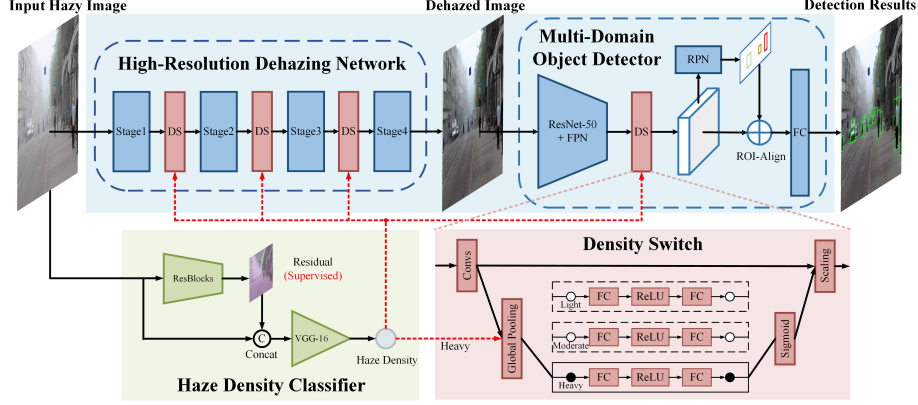 Input Hazy Image
Dehazed Image
Detection Results
High-Resolution Dehazing Network
Stage1
DS
Stage2
DS
Stage3
DS
Stage4
Multi-Domain
Object Detector
ResNet-50
+ FPN
DS
RPN
ROI-Align
FC
ResBlocks
Residual
(Supervised)
C
Concat
VGG-16
Haze Density
Heavy
Haze Density Classifier
Density Switch
Convs
Global Pooling
Light
FC
ReLU
FC
Moderate
FC
ReLU
FC
Heavy
FC
ReLU
FC
Sigmoid
Scaling